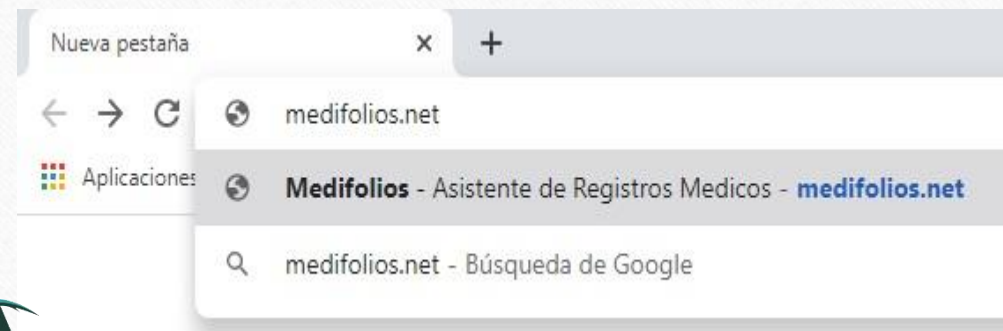 Nueva pestaña
medifolios.net
Aplicaciones
Medifolios - Asistente de Registros Medicos - medifolios.net
medifolios.net - Búsqueda de Google